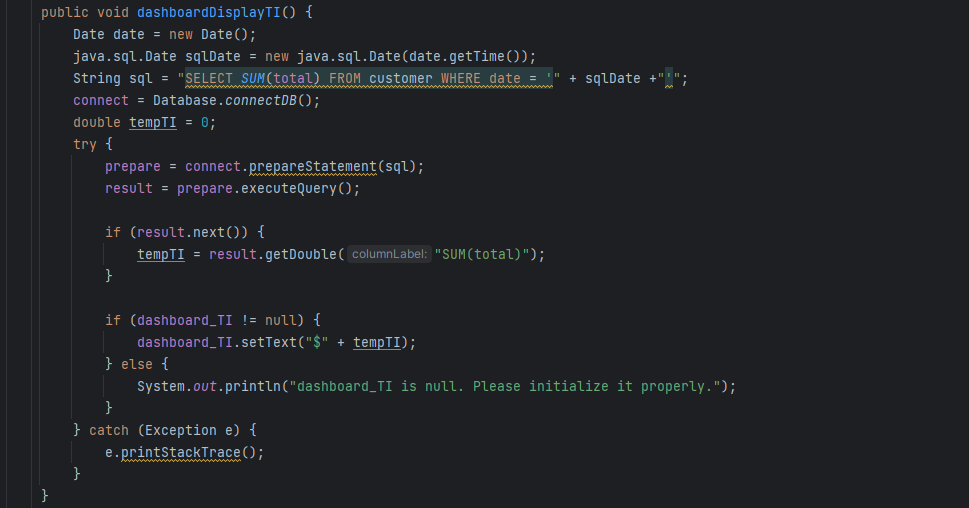 public void dashboardDisplayTI() {
Date date = new Date();
java.sql.Date sqlDate = new java.sql.Date(date.getTime());
String sql = "SELECT SUM(total) FROM customer WHERE date = '" + sqlDate +"'";
connect = Database.connectDB();
double tempTI = 0;
try {
prepare = connect.prepareStatement(sql);
result = prepare.executeQuery();
if (result.next()) {
tempTI = result.getDouble( columnLabel: "SUM(total)");
}
if (dashboard_TI != null) {
dashboard_TI.setText("$" + tempTI);
} else {
System.out.println("dashboard_TI is null. Please initialize it properly.");
}
} catch (Exception e) {
e.printStackTrace();
}
}